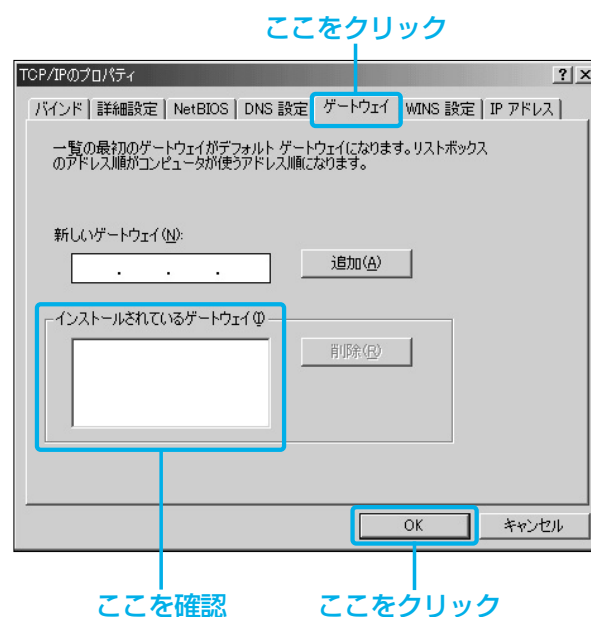 ここをクリック
TCP/IPのプロパティ
バインド 詳細設定 NetBIOS DNS 設定 ゲートウェイ WINS 設定 IP アドレス
一覧の最初のゲートウェイがデフォルト ゲートウェイになります。リストボックス
のアドレス順がコンピュータが使うアドレス順になります。
新しいゲートウェイ(N):
. . . 追加(A)
インストールされているゲートウェイ(I)
削除(R)
OK キャンセル
ここを確認 ここをクリック